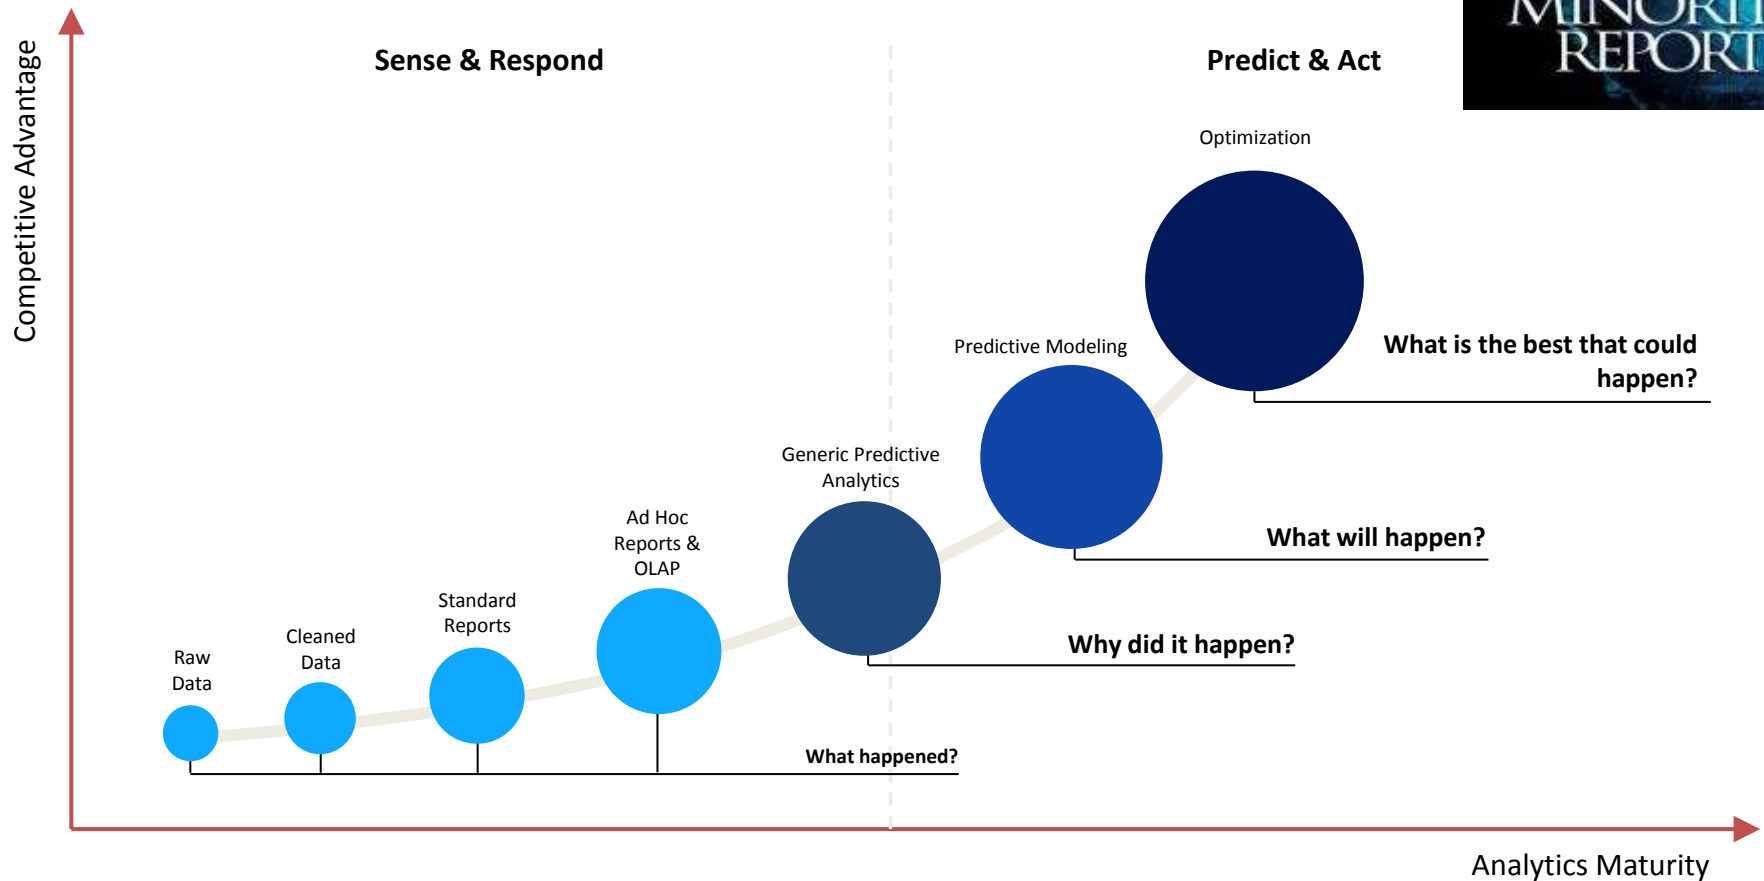 MINORIT
REPORT
Sense & Respond
Predict & Act
Competitive Advantage
Optimization
What is the best that could
happen?
Predictive Modeling
What will happen?
Generic Predictive
Analytics
Why did it happen?
Ad Hoc
Reports &
OLAP
Standard
Reports
Cleaned
Data
Raw
Data
What happened?
Analytics Maturity